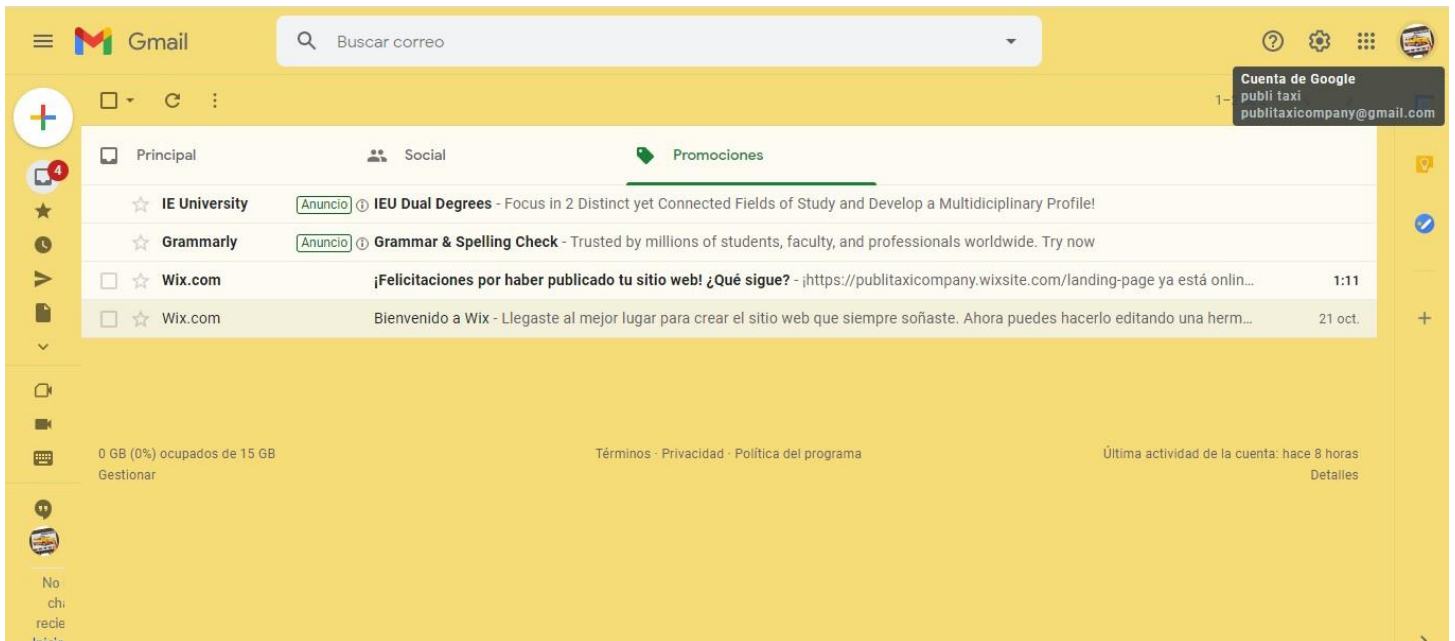 Gmail
Buscar correo
Cuenta de Google
publi taxi
publitaxicompany@gmail.com
1–
4
Principal
Social
Promociones
IE University Anuncio IEU Dual Degrees - Focus in 2 Distinct yet Connected Fields of Study and Develop a Multidiciplinary Profile!
Grammarly Anuncio Grammar & Spelling Check - Trusted by millions of students, faculty, and professionals worldwide. Try now
Wix.com ¡Felicitaciones por haber publicado tu sitio web! ¿Qué sigue? - ¡https://publitaxicompany.wixsite.com/landing-page ya está onlin... 1:11
Wix.com Bienvenido a Wix - Llegaste al mejor lugar para crear el sitio web que siempre soñaste. Ahora puedes hacerlo editando una herm... 21 oct.
0 GB (0%) ocupados de 15 GB
Gestionar
Términos · Privacidad · Política del programa
Última actividad de la cuenta: hace 8 horas
Detalles
No
cha
recie